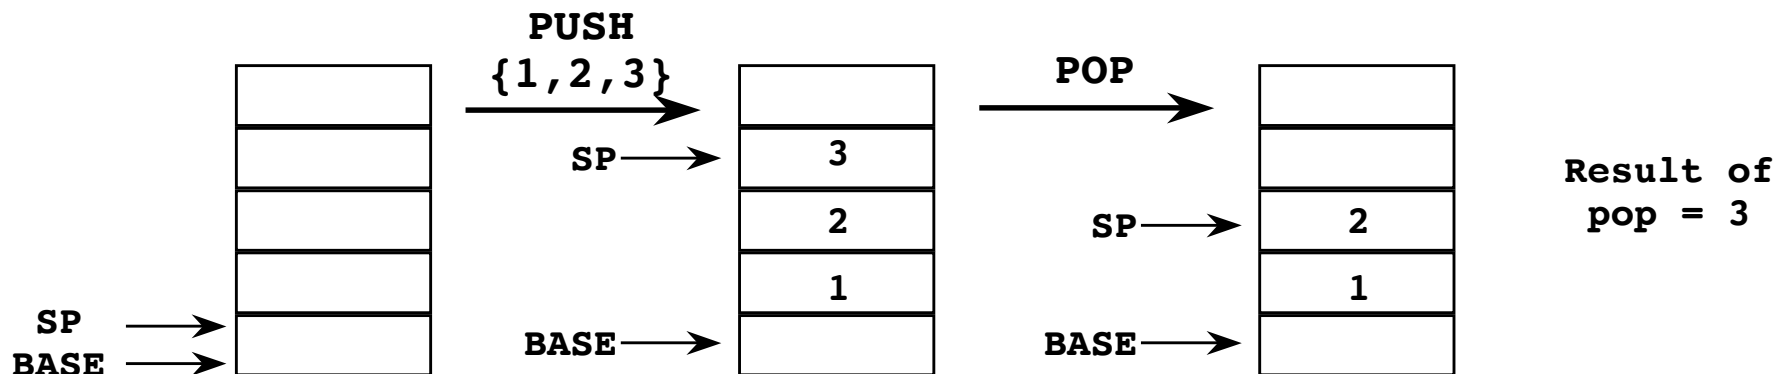 PUSH
{1,2,3}
POP
SP
3
2
1
BASE
SP
BASE
SP
2
1
BASE
Result of
pop = 3